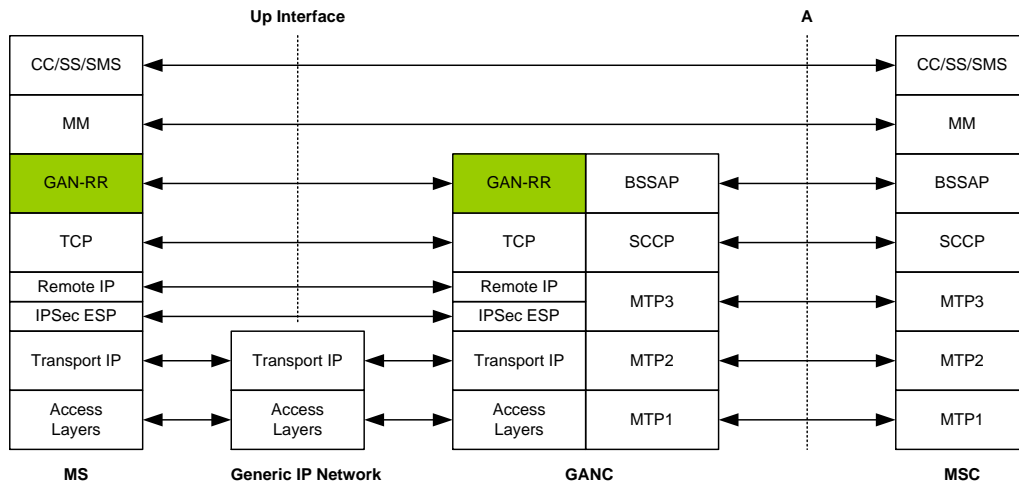 Up Interface
A
CC/SS/SMS
CC/SS/SMS
MM
MM
GAN-RR
GAN-RR
BSSAP
BSSAP
TCP
TCP
SCCP
SCCP
Remote IP
Remote IP
MTP3
MTP3
IPSec ESP
IPSec ESP
Transport IP
Transport IP
Transport IP
MTP2
MTP2
Access
Layers
Access
Layers
Access
Layers
MTP1
MTP1
MS
Generic IP Network
GANC
MSC